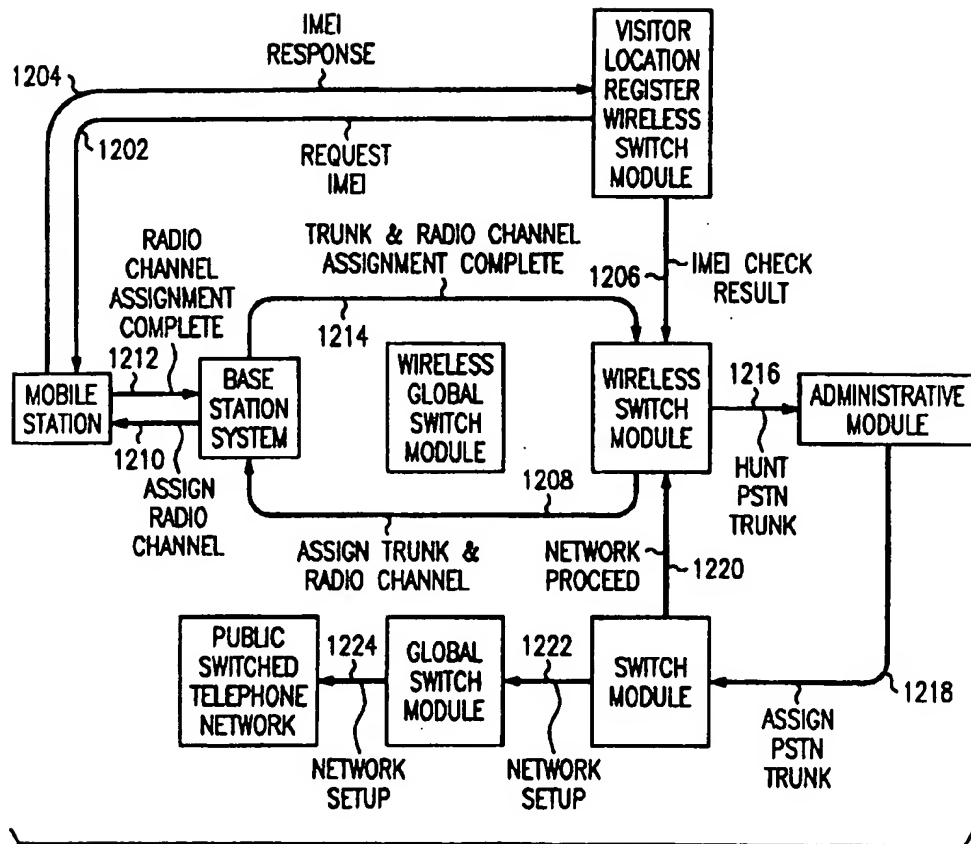 IMEI
RESPONSE
1204
1202
REQUEST
IMEI
VISITOR
LOCATION
REGISTER
WIRELESS
SWITCH
MODULE
RADIO
CHANNEL
ASSIGNMENT
COMPLETE
TRUNK & RADIO CHANNEL
ASSIGNMENT COMPLETE
1206
IMEI CHECK
RESULT
1214
1212
MOBILE
STATION
BASE
STATION
SYSTEM
WIRELESS
GLOBAL
SWITCH
MODULE
WIRELESS
SWITCH
MODULE
1216
ADMINISTRATIVE
MODULE
1210
ASSIGN
RADIO
CHANNEL
1208
HUNT
PSTN
TRUNK
ASSIGN TRUNK &
RADIO CHANNEL
NETWORK
PROCEED
1220
PUBLIC
SWITCHED
TELEPHONE
NETWORK
1224
GLOBAL
SWITCH
MODULE
1222
SWITCH
MODULE
1218
NETWORK
SETUP
NETWORK
SETUP
ASSIGN
PSTN
TRUNK